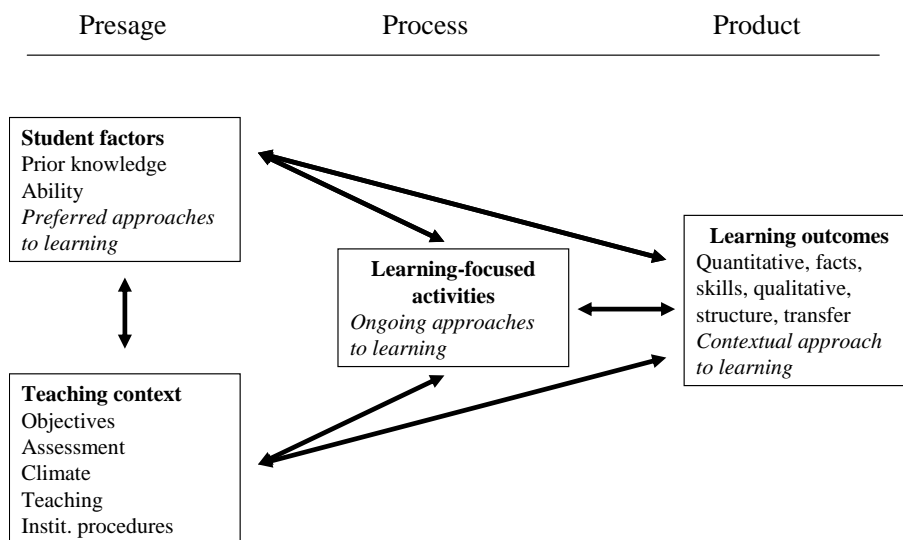 Presage Process Product
Student factors
Prior knowledge
Ability
Preferred approaches
to learning
Learning-focused
activities
Ongoing approaches
to learning
Learning outcomes
Quantitative, facts,
skills, qualitative,
structure, transfer
Contextual approach
to learning
Teaching context
Objectives
Assessment
Climate
Teaching
Instit. procedures